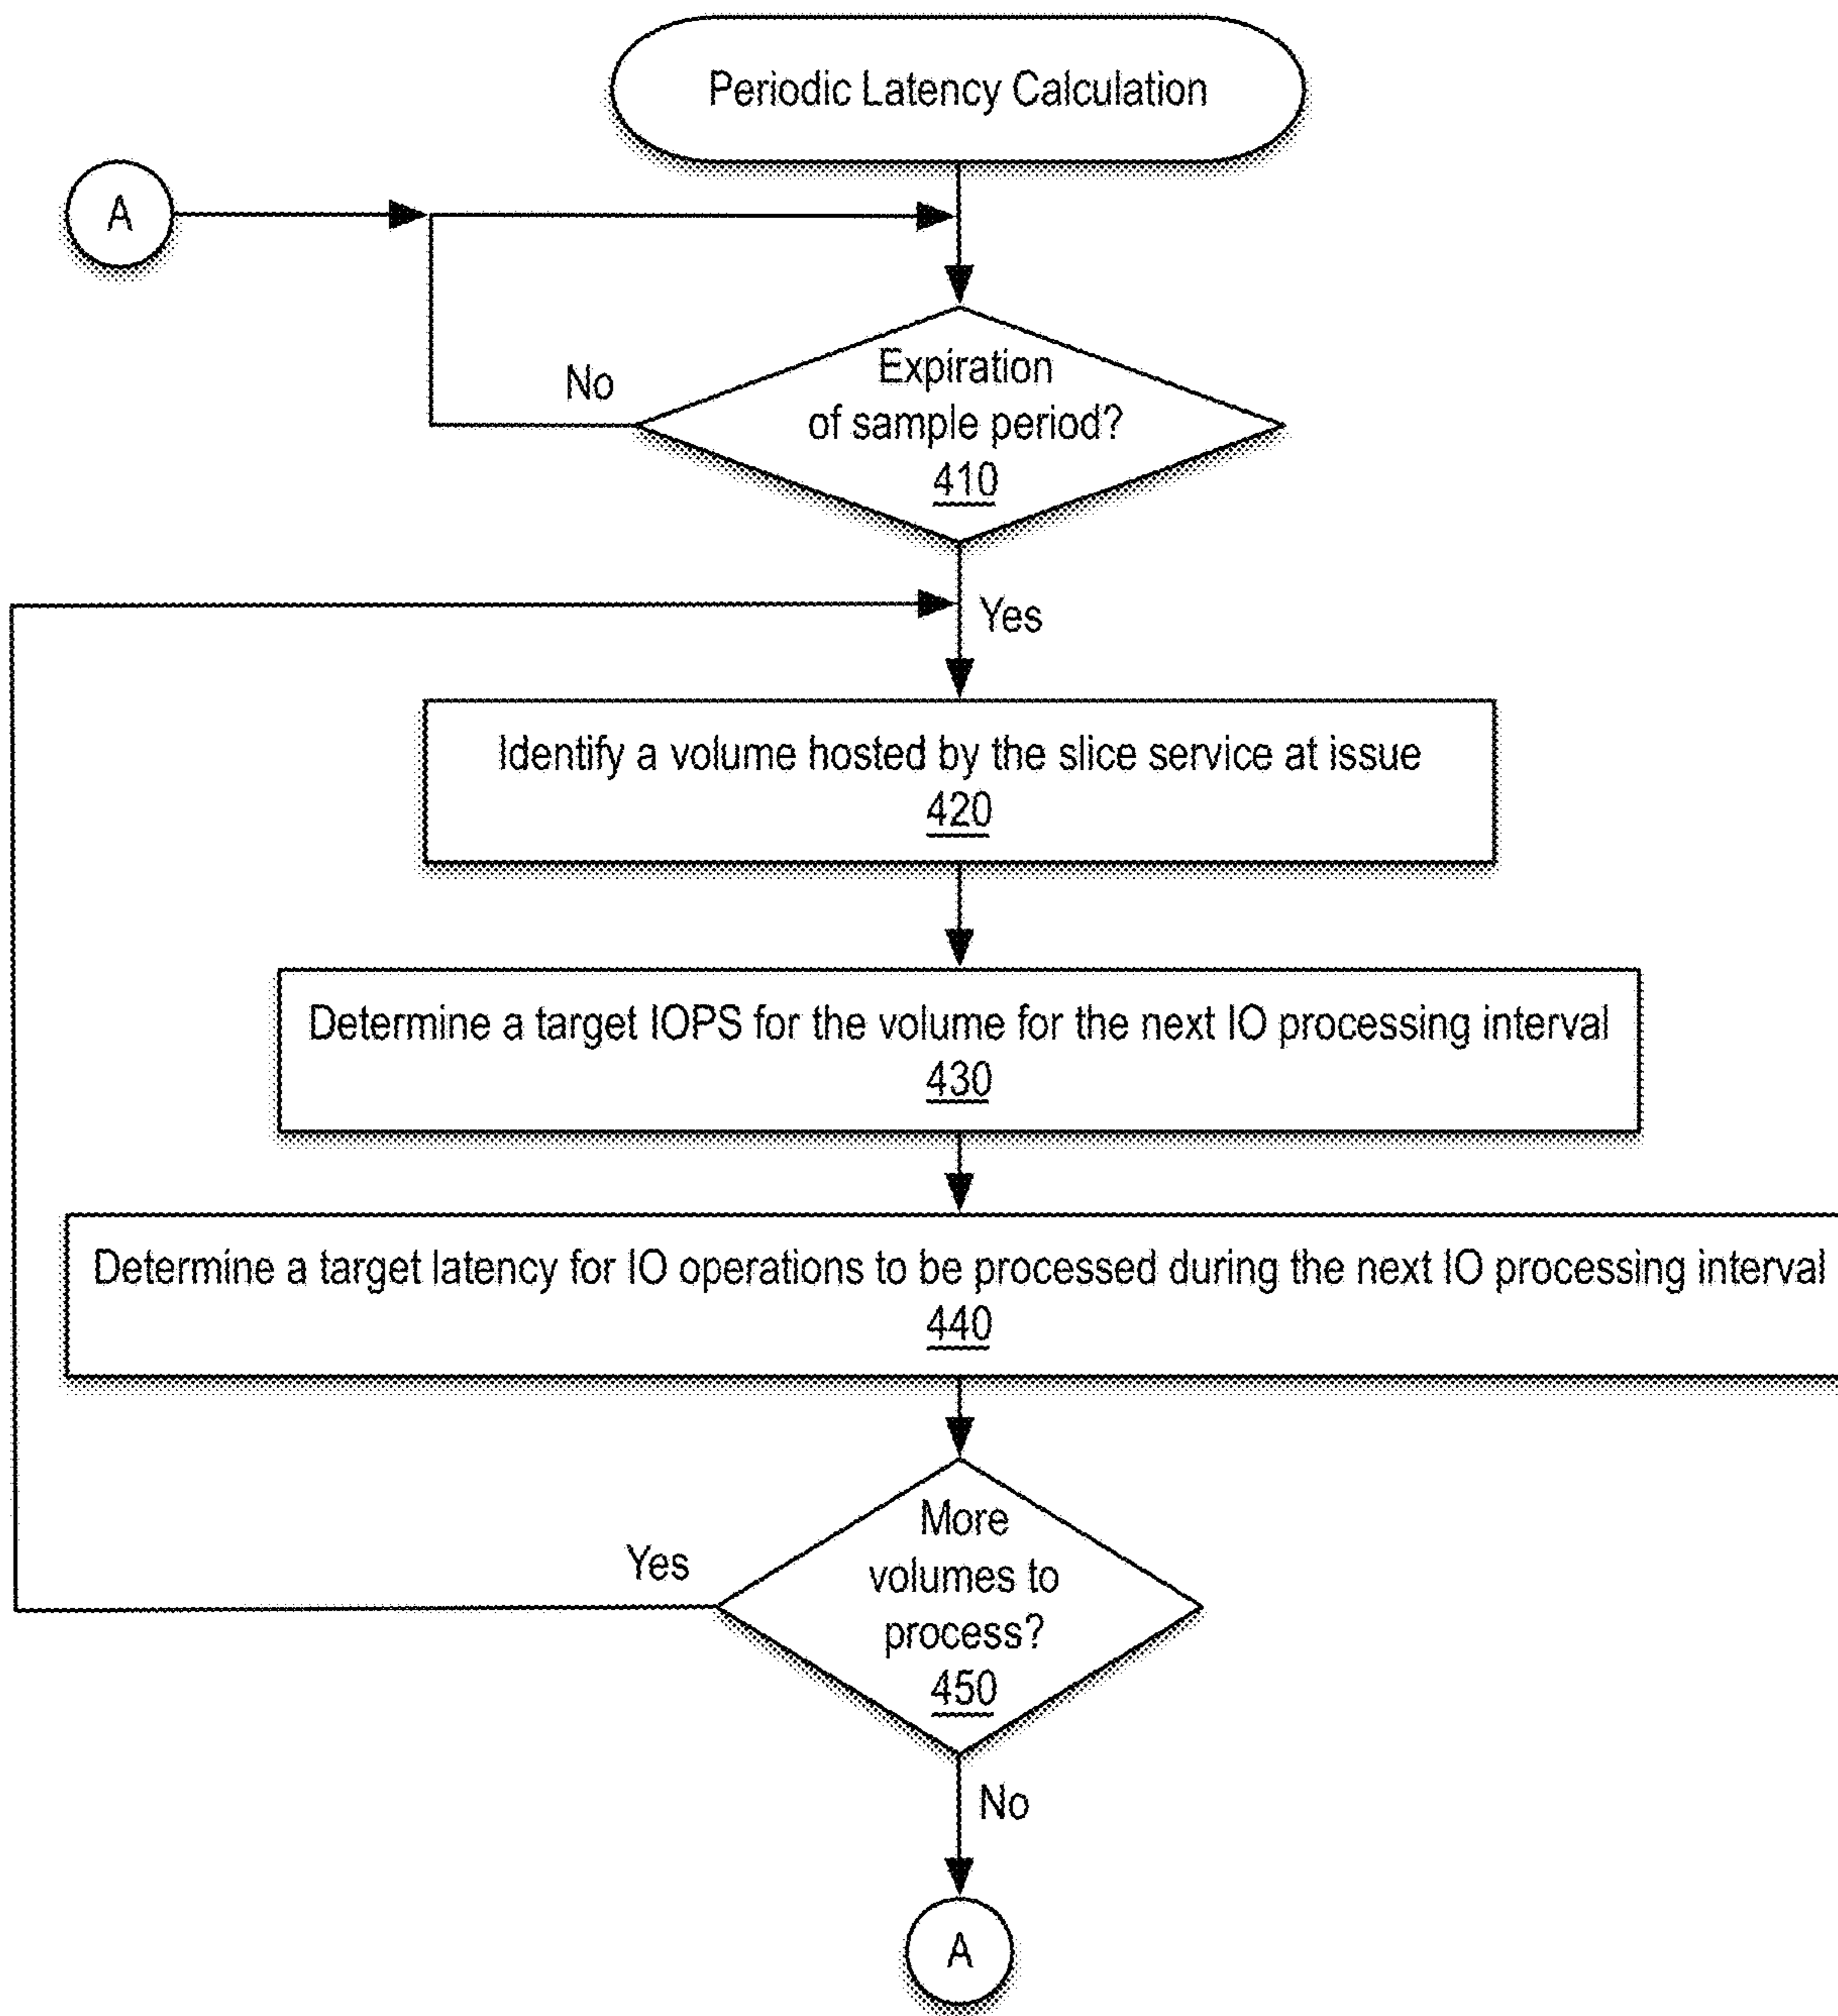 Periodic Latency Calculation
A
Expiration
of sample period?
410
No
Yes
Identify a volume hosted by the slice service at issue
420
Determine a target IOPS for the volume for the next IO processing interval
430
Determine a target latency for IO operations to be processed during the next IO processing interval
440
More
volumes to
process?
450
Yes
No
A